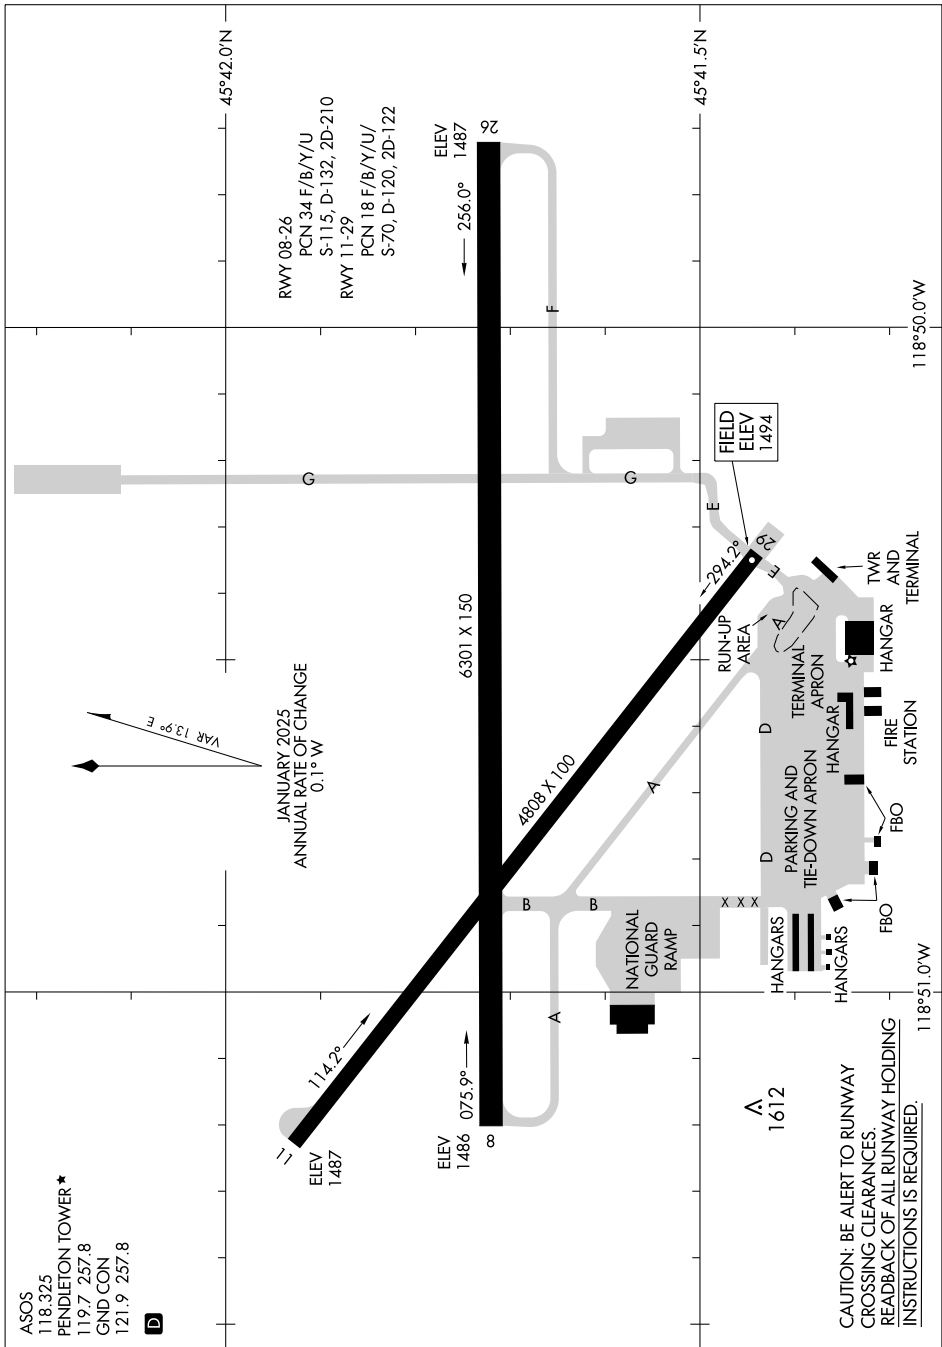 ASOS
118.325
PENDLETON TOWER★
119.7 257.8
GND CON
121.9 257.8
D
VAR 13.9° E
JANUARY 2025
ANNUAL RATE OF CHANGE
0.1° W
45°42.0'N
RWY 08-26
PCN 34 F/B/Y/U
S-115, D-132, 2D-210
RWY 11-29
PCN 18 F/B/Y/U/
S-70, D-120, 2D-122
11
ELEV
1487
114.2°
ELEV
1486
075.9°
8
6301 X 150
ELEV
1487
256.0°
26
4808 X 100
294.2°
29
FIELD
ELEV
1494
G
G
F
E
E
A
A
A
B
B
D
D
X X X
RUN-UP
AREA
TERMINAL
APRON
PARKING AND
TIE-DOWN APRON
NATIONAL
GUARD
RAMP
HANGARS
HANGARS
FBO
FBO
HANGAR
FIRE
STATION
HANGAR
TWR
AND
TERMINAL
45°41.5'N
118°51.0'W
118°50.0'W
1612
CAUTION: BE ALERT TO RUNWAY
CROSSING CLEARANCES.
READBACK OF ALL RUNWAY HOLDING
INSTRUCTIONS IS REQUIRED.